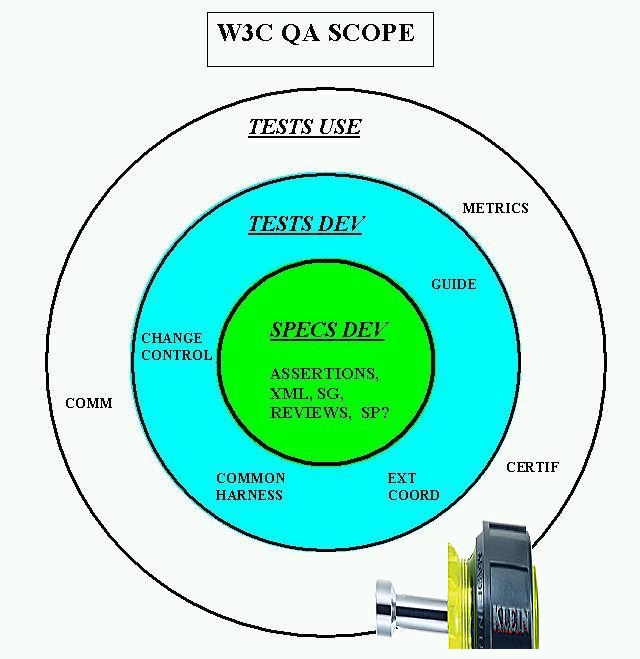 W3C QA SCOPE
TESTS USE
METRICS
TESTS DEV
GUIDE
SPECS DEV
CHANGE
CONTROL
ASSERTIONS,
XML, SG,
REVIEWS, SP?
COMM
CERTIF
COMMON
HARNESS
EXT
COORD
KLEIN